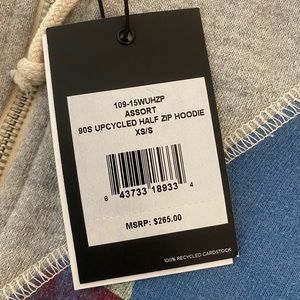 109-15WUHZP
ASSORT
90S UPCYCLED HALF ZIP HOODIE
XS/S
8 43733 18933 4
MSRP: $265.00
100% RECYCLED CARDSTOCK